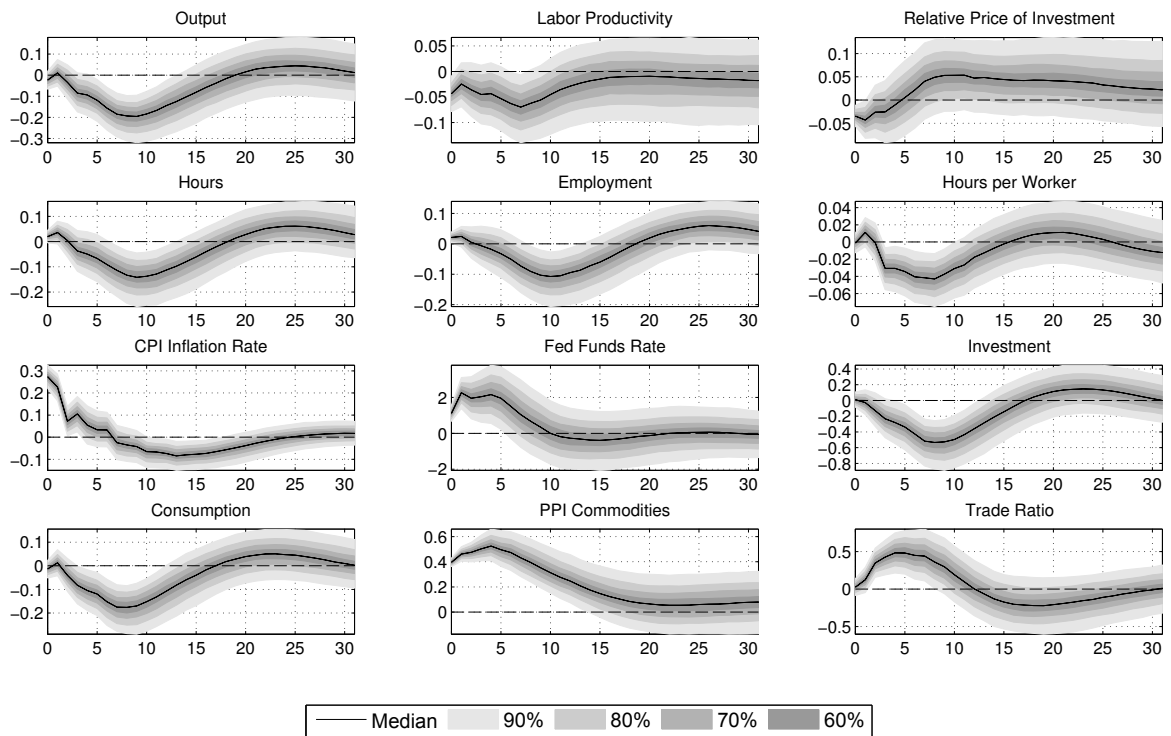 Output
Labor Productivity
Relative Price of Investment
0.1
0
−0.1
−0.2
−0.3
0 5 10 15 20 25 30
0.05
0
−0.05
−0.1
0 5 10 15 20 25 30
0.1
0.05
0
−0.05
0 5 10 15 20 25 30
Hours
Employment
Hours per Worker
0.1
0
−0.1
−0.2
0 5 10 15 20 25 30
0.1
0
−0.1
−0.2
0 5 10 15 20 25 30
0.04
0.02
0
−0.02
−0.04
−0.06
0 5 10 15 20 25 30
CPI Inflation Rate
Fed Funds Rate
Investment
0.3
0.2
0.1
0
−0.1
0 5 10 15 20 25 30
2
0
−2
0 5 10 15 20 25 30
0.4
0.2
0
−0.2
−0.4
−0.6
−0.8
0 5 10 15 20 25 30
Consumption
PPI Commodities
Trade Ratio
0.1
0
−0.1
−0.2
0 5 10 15 20 25 30
0.6
0.4
0.2
0
0 5 10 15 20 25 30
0.5
0
−0.5
0 5 10 15 20 25 30
Median 90% 80% 70% 60%